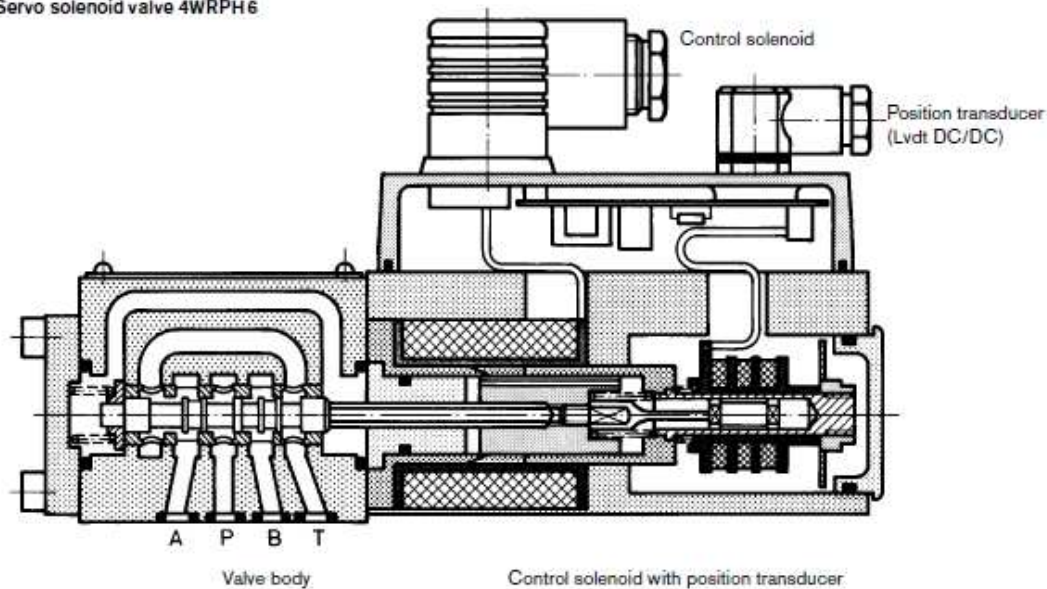 Servo solenoid valve 4WRPH 6
Control solenoid
Position transducer
(Lvdt DC/DC)
A P B T
Valve body
Control solenoid with position transducer